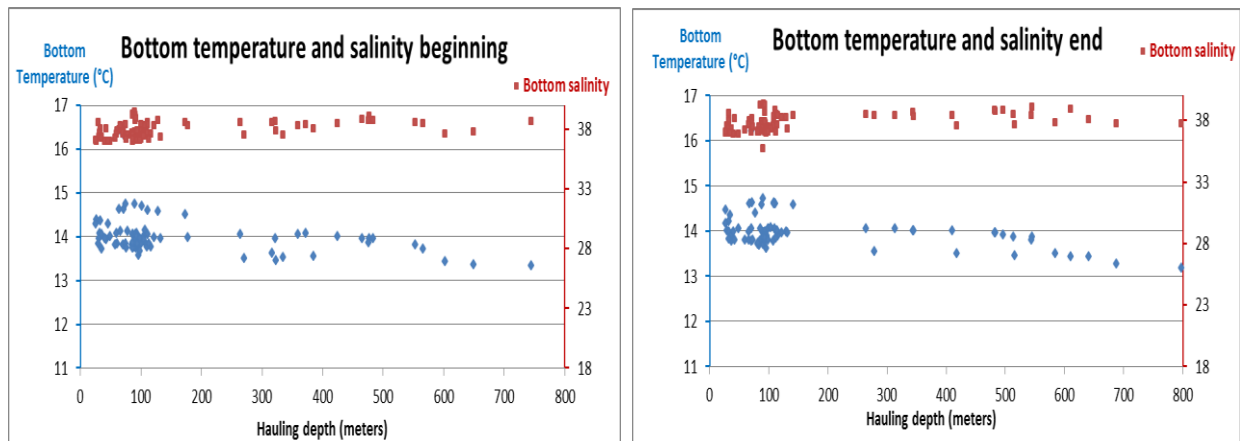 Bottom temperature and salinity beginning
Bottom
Temperature (°C)
Bottom salinity
17
16
15
14
13
12
11
38
33
28
23
18
0 100 200 300 400 500 600 700 800
Hauling depth (meters)
Bottom temperature and salinity end
Bottom
Temperature (°C)
Bottom salinity
17
16
15
14
13
12
11
38
33
28
23
18
0 100 200 300 400 500 600 700 800
Hauling depth (meters)